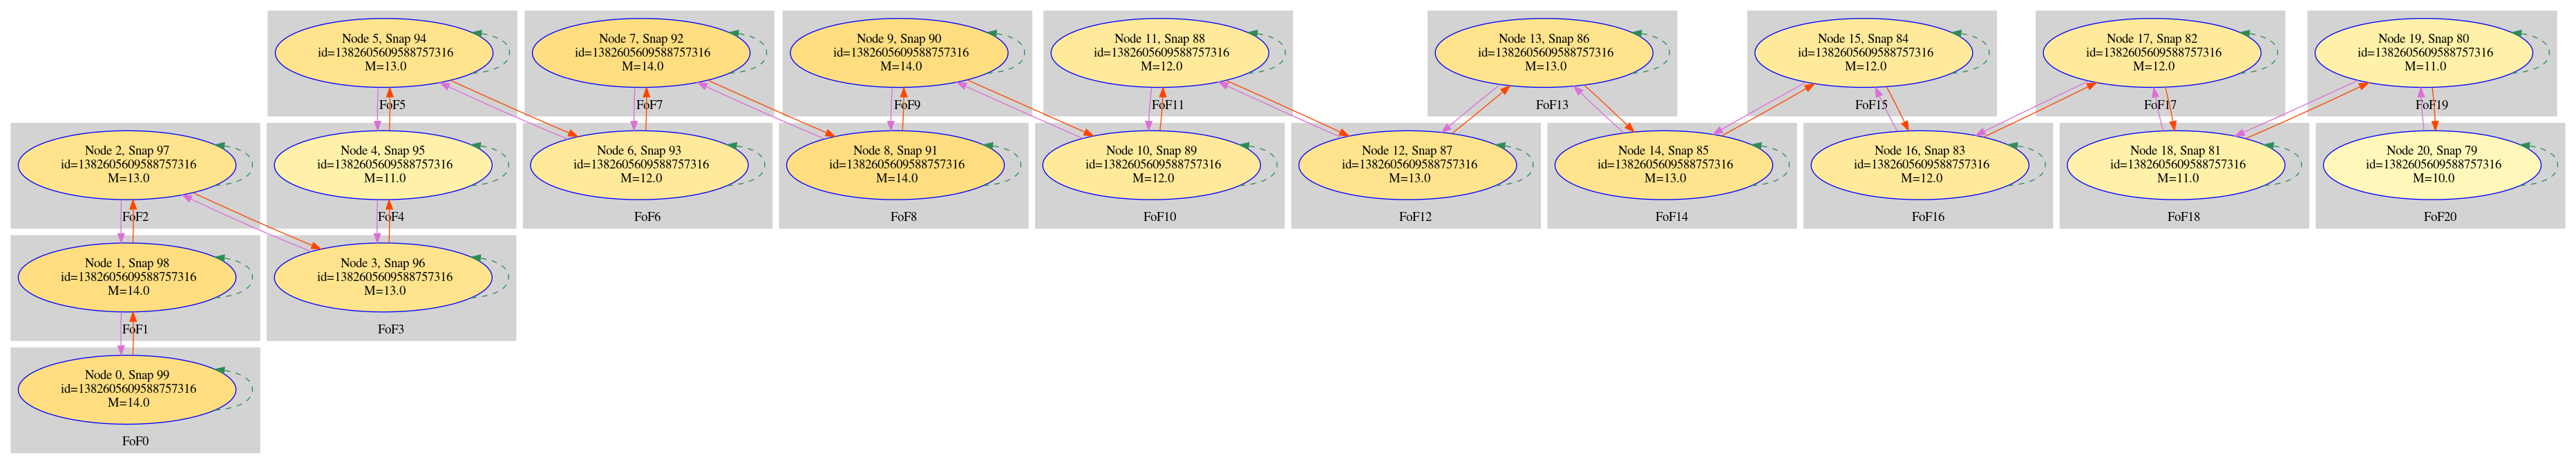 Node 5, Snap 94
id=1382605609588757316
M=13.0
FoF5
Node 7, Snap 92
id=1382605609588757316
M=14.0
FoF7
Node 9, Snap 90
id=1382605609588757316
M=14.0
FoF9
Node 11, Snap 88
id=1382605609588757316
M=12.0
FoF11
Node 13, Snap 86
id=1382605609588757316
M=13.0
FoF13
Node 15, Snap 84
id=1382605609588757316
M=12.0
FoF15
Node 17, Snap 82
id=1382605609588757316
M=12.0
FoF17
Node 19, Snap 80
id=1382605609588757316
M=11.0
FoF19
Node 2, Snap 97
id=1382605609588757316
M=13.0
FoF2
Node 4, Snap 95
id=1382605609588757316
M=11.0
FoF4
Node 6, Snap 93
id=1382605609588757316
M=12.0
FoF6
Node 8, Snap 91
id=1382605609588757316
M=14.0
FoF8
Node 10, Snap 89
id=1382605609588757316
M=12.0
FoF10
Node 12, Snap 87
id=1382605609588757316
M=13.0
FoF12
Node 14, Snap 85
id=1382605609588757316
M=13.0
FoF14
Node 16, Snap 83
id=1382605609588757316
M=12.0
FoF16
Node 18, Snap 81
id=1382605609588757316
M=11.0
FoF18
Node 20, Snap 79
id=1382605609588757316
M=10.0
FoF20
Node 1, Snap 98
id=1382605609588757316
M=14.0
FoF1
Node 3, Snap 96
id=1382605609588757316
M=13.0
FoF3
Node 0, Snap 99
id=1382605609588757316
M=14.0
FoF0